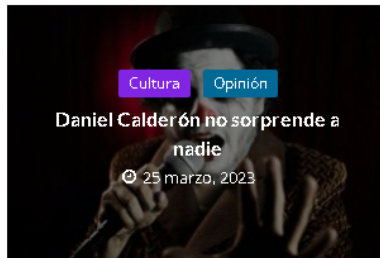 Cultura Opinión
Daniel Calderón no sorprende a
nadie
25 marzo, 2023